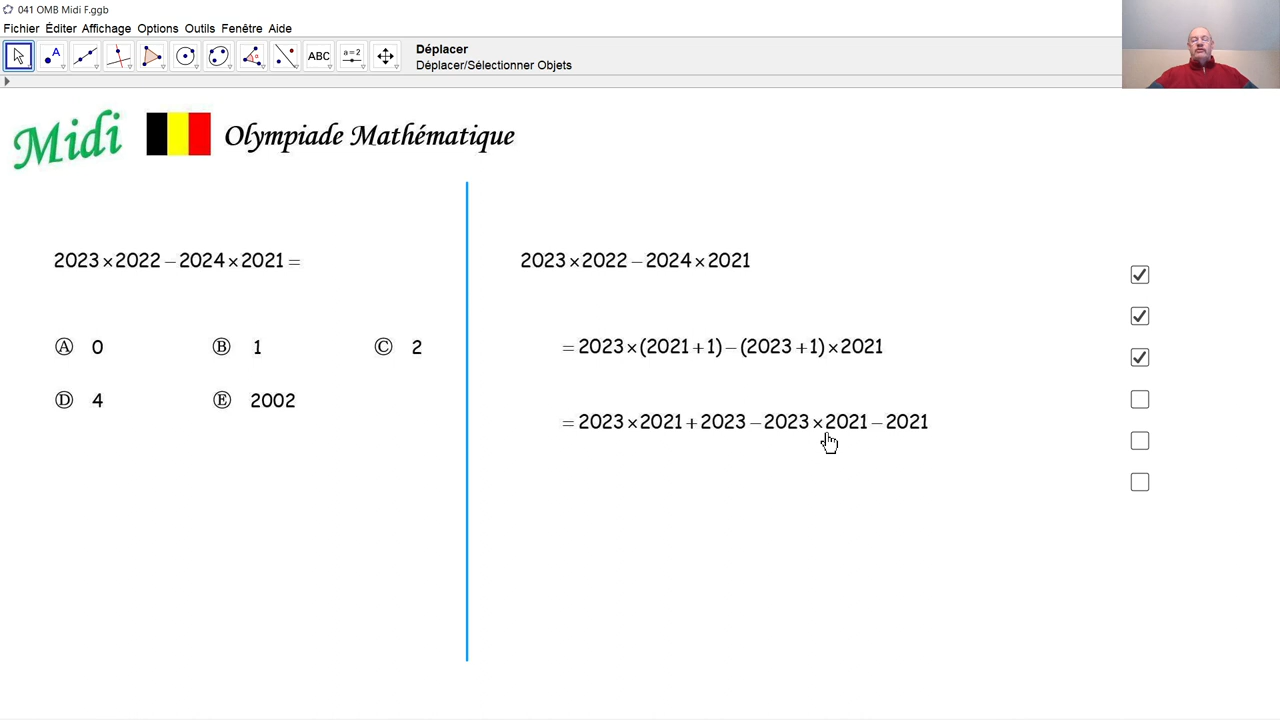 041 OMB Midi F.ggb
Fichier Éditer Affichage Options Outils Fenêtre Aide
A ABC a=2 Déplacer
Déplacer/Sélectionner Objets
Midi Olympiade Mathématique
2023×2022−2024×2021=
Ⓐ 0 Ⓑ 1 Ⓒ 2
Ⓓ 4 Ⓔ 2002
2023×2022−2024×2021
=2023×(2021+1)−(2023+1)×2021
=2023×2021+2023−2023×2021−2021